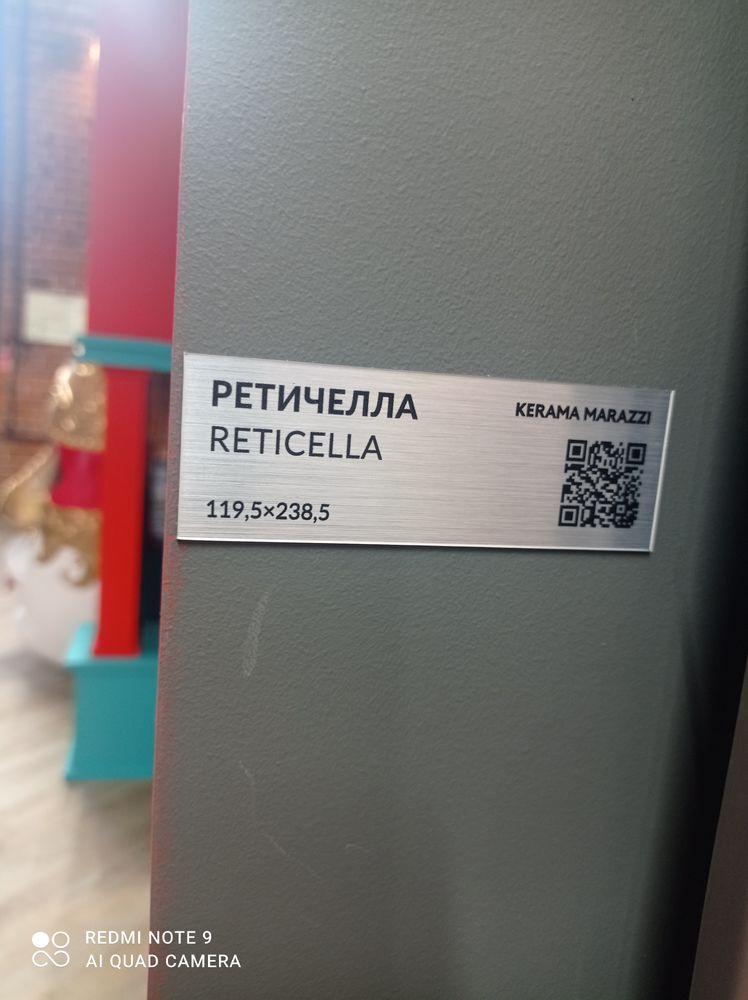 РЕТИЧЕЛЛА
RETICELLA
119,5×238,5
KERAMA MARAZZI
REDMI NOTE 9
AI QUAD CAMERA